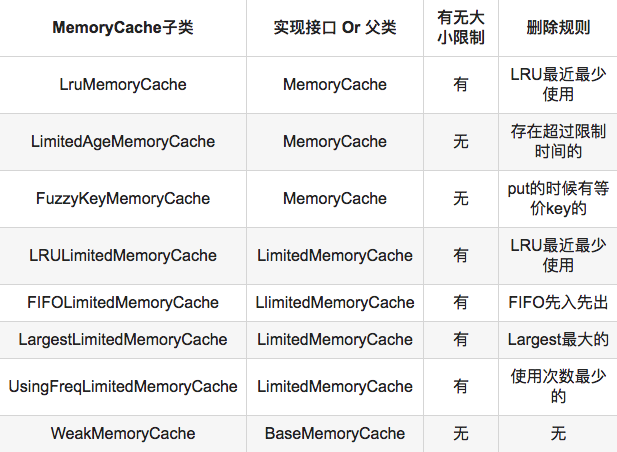 MemoryCache子类 实现接口 Or 父类 有无大
小限制 删除规则
LruMemoryCache MemoryCache 有 LRU最近最少
使用
LimitedAgeMemoryCache MemoryCache 无 存在超过限制
时间的
FuzzyKeyMemoryCache MemoryCache 无 put的时候有等
价key的
LRULimitedMemoryCache LimitedMemoryCache 有 LRU最近最少
使用
FIFOLimitedMemoryCache LlimitedMemoryCache 有 FIFO先入先出
LargestLimitedMemoryCache LimitedMemoryCache 有 Largest最大的
UsingFreqLimitedMemoryCache LimitedMemoryCache 有 使用次数最少
的
WeakMemoryCache BaseMemoryCache 无 无